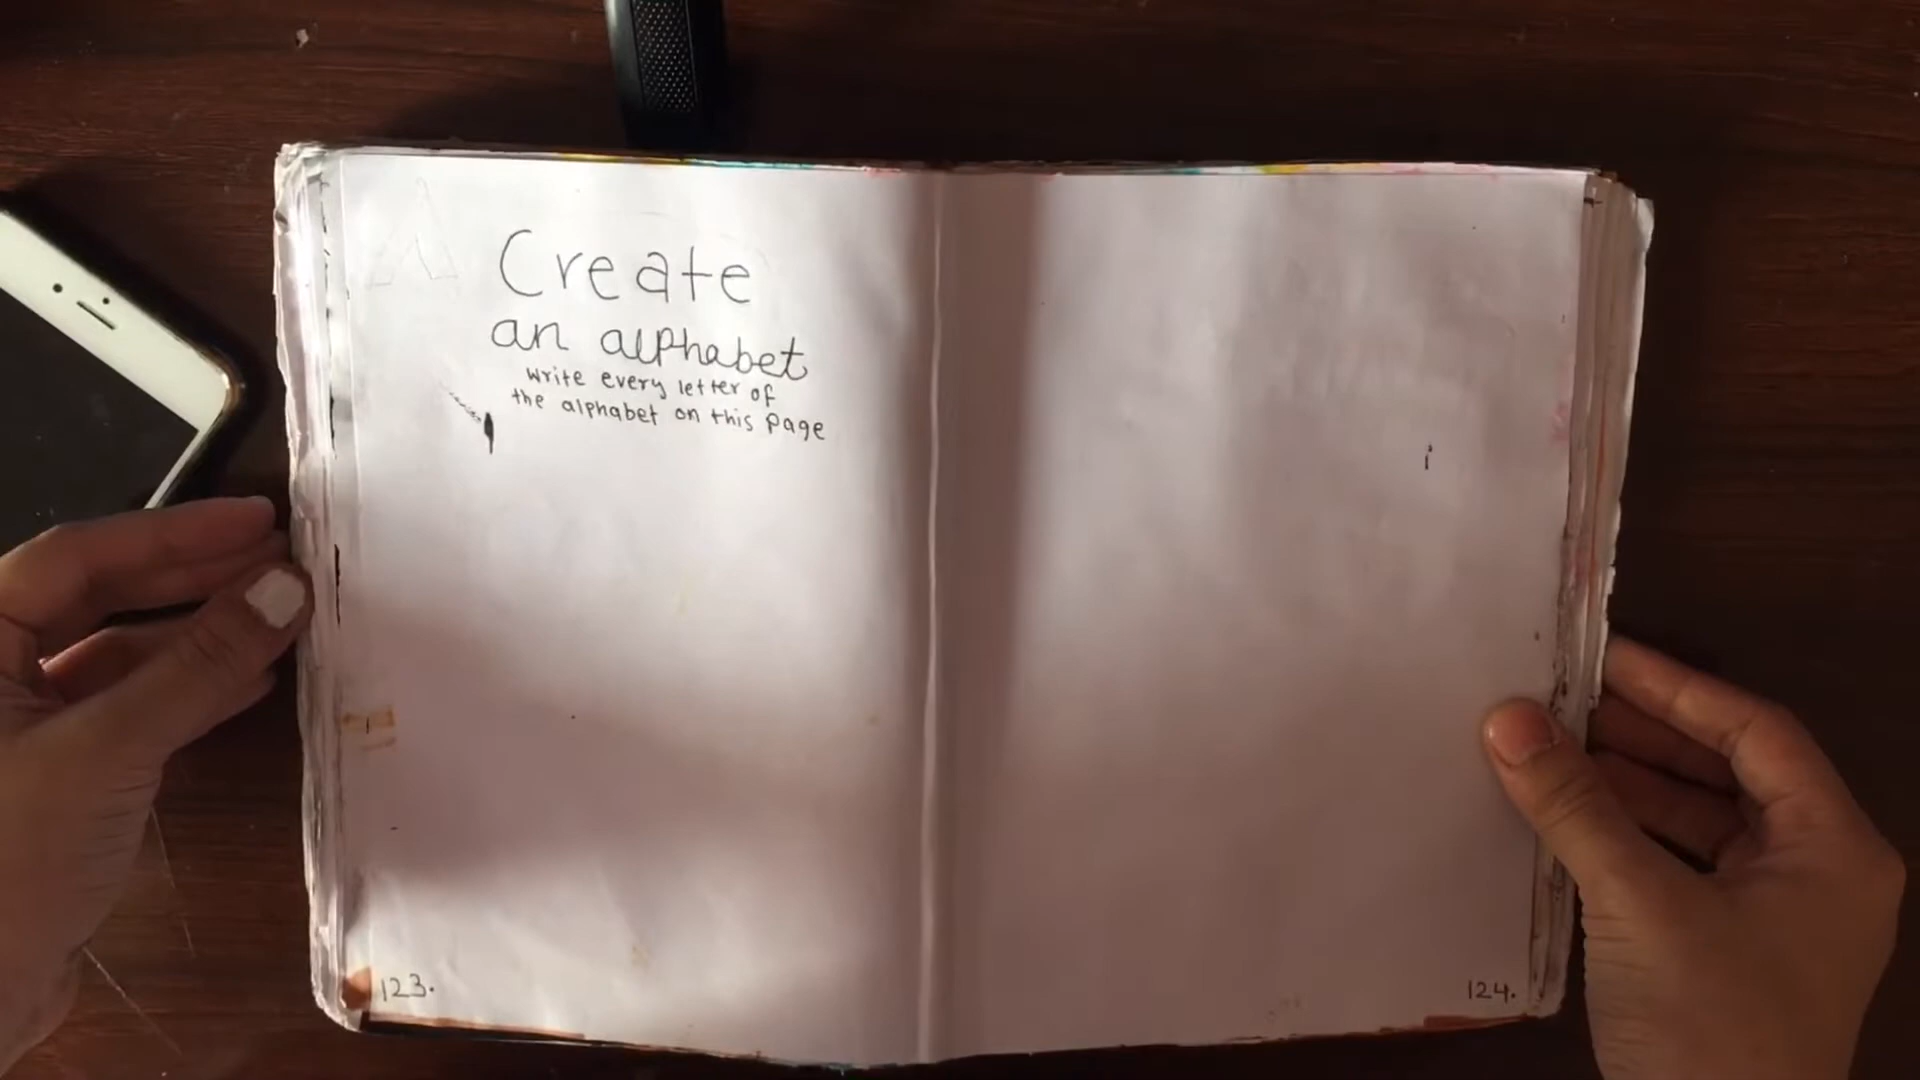 Create
an alphabet
write every letter of
the alphabet on this page
123.
124.